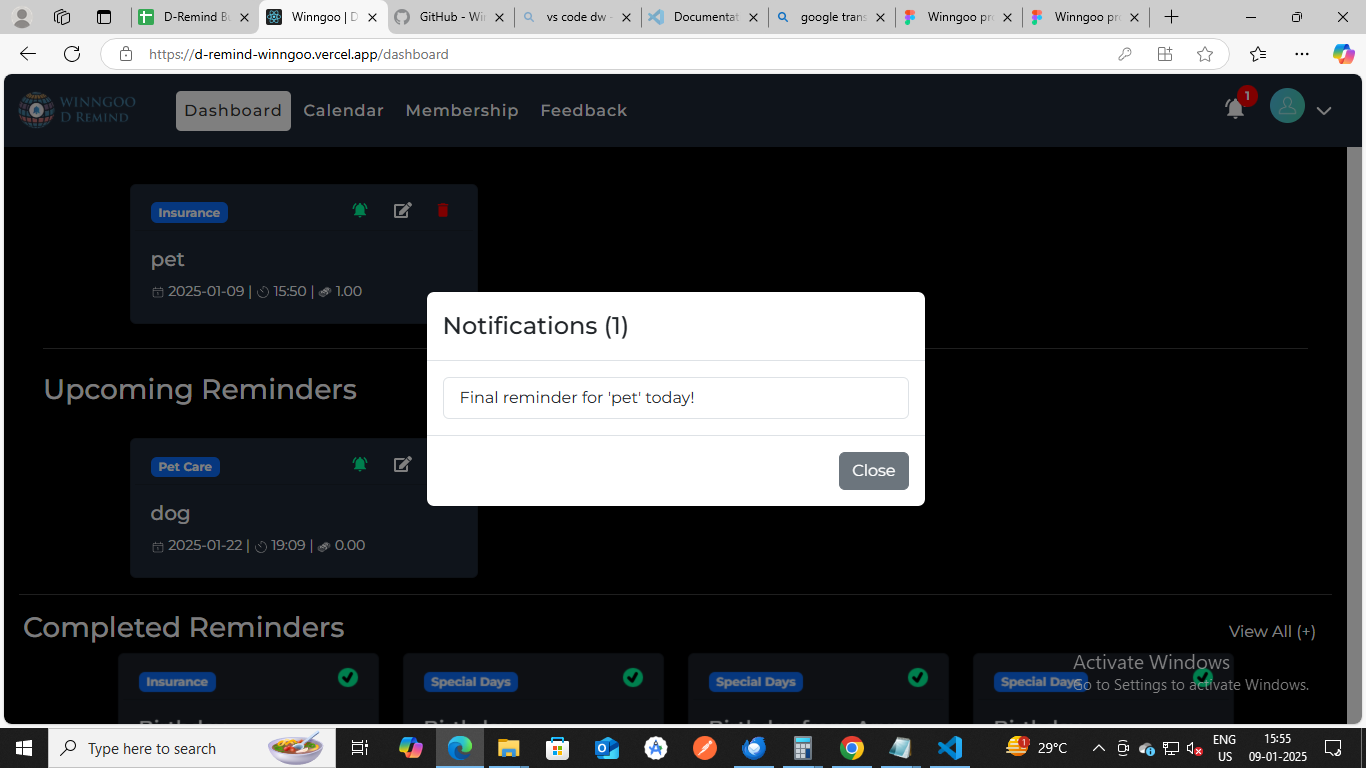 D-Remind Bu
Winngoo | D
GitHub - Win
vs code dw -
Documentat
google trans
Winngoo pro
Winngoo pro
https://d-remind-winngoo.vercel.app/dashboard
WINNGOO
D REMIND
Dashboard
Calendar
Membership
Feedback
1
Insurance
pet
2025-01-09 | 15:50 | 1.00
Notifications (1)
Final reminder for 'pet' today!
Close
Upcoming Reminders
Pet Care
dog
2025-01-22 | 19:09 | 0.00
Completed Reminders
View All (+)
Insurance
Special Days
Special Days
Special Days
Activate Windows
Go to Settings to activate Windows.
Type here to search
1
29°C
ENG
US
15:55
09-01-2025